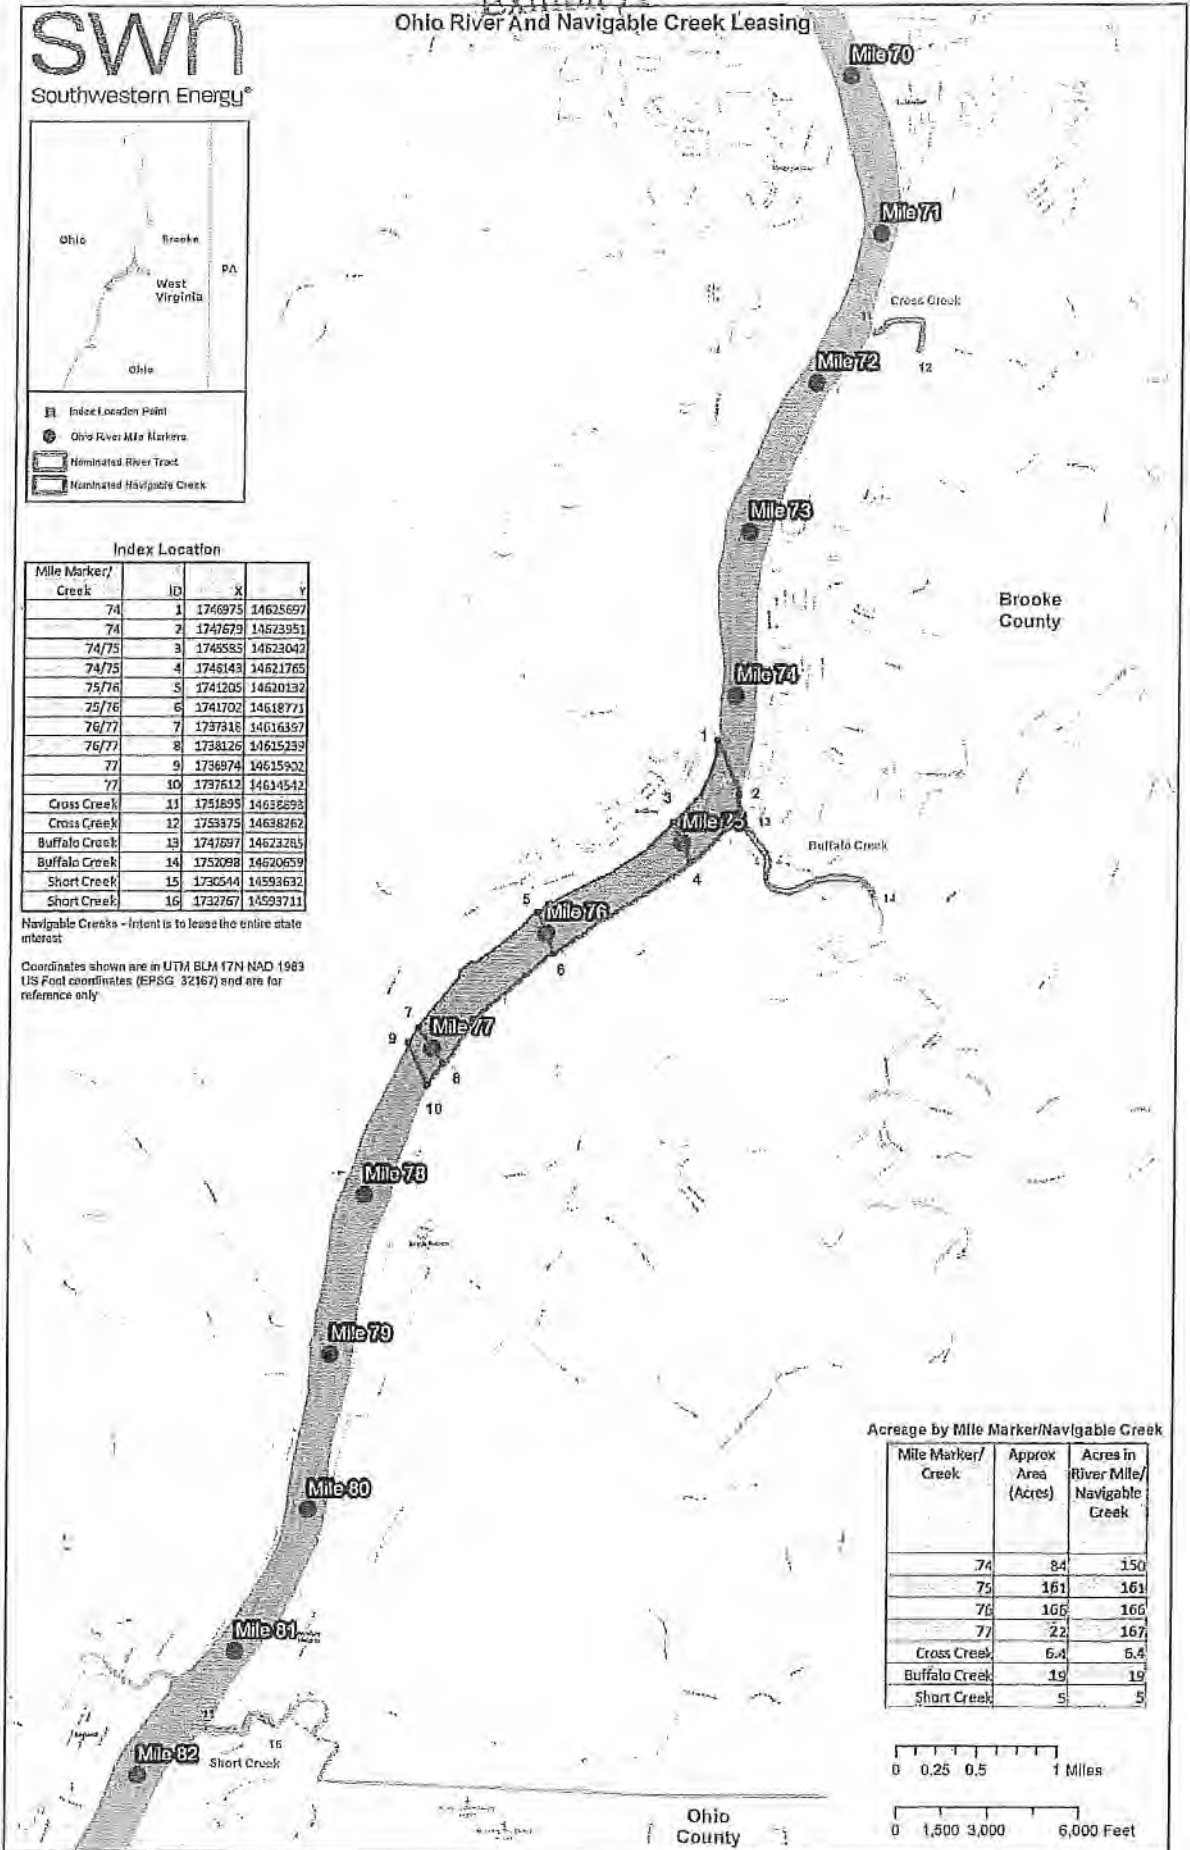 Ohio River And Navigable Creek Leasing
swn
Southwestern Energy®
Ohio
Brooke
PA
West
Virginia
Ohio
Index Location Point
Ohio River Mile Markers
Nominated River Tract
Nominated Navigable Creek
Index Location
Mile Marker/ Creek ID X Y
74 1 1746975 14625697
74 2 1747679 14623951
74/75 3 1745585 14623042
74/75 4 1746143 14621765
75/76 5 1741205 14620132
75/76 6 1741702 14618771
76/77 7 1737316 14616397
76/77 8 1738126 14615239
77 9 1736974 14615902
77 10 1737612 14614542
Cross Creek 11 1751895
Cross Creek 12 1753375 14638262
Buffalo Creek 13 1747897 14623285
Buffalo Creek 14 1752098 14620659
Short Creek 15 1730544 14593632
Short Creek 16 1732767 14593711
Navigable Creeks - Intent is to lease the entire state
interest
Coordinates shown are in UTM BLM 17N NAD 1983
US Foot coordinates (EPSG 32167) and are for
reference only
Mile 70
Mile 71
Cross Creek
11
12
Mile 72
Mile 73
Brooke
County
Mile 74
1
2
3
13
Mile 75
Buffalo Creek
4
14
5
Mile 76
6
7
Mile 77
9
8
10
Mile 78
Mile 79
Mile 80
Mile 81
16
Mile 82
Short Creek
Ohio
County
Acreage by Mile Marker/Navigable Creek
Mile Marker/ Creek Approx Area (Acres) Acres in River Mile/ Navigable Creek
74 84 150
75 161 161
76 166 166
77 22 167
Cross Creek 6.4 6.4
Buffalo Creek 19 19
Short Creek 5 5
0 0.25 0.5 1 Miles
0 1,500 3,000 6,000 Feet